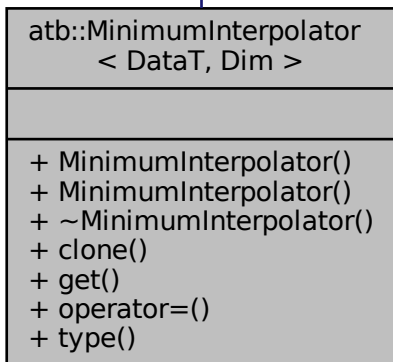 atb::MinimumInterpolator
< DataT, Dim >
+ MinimumInterpolator()
+ MinimumInterpolator()
+ ~MinimumInterpolator()
+ clone()
+ get()
+ operator=()
+ type()